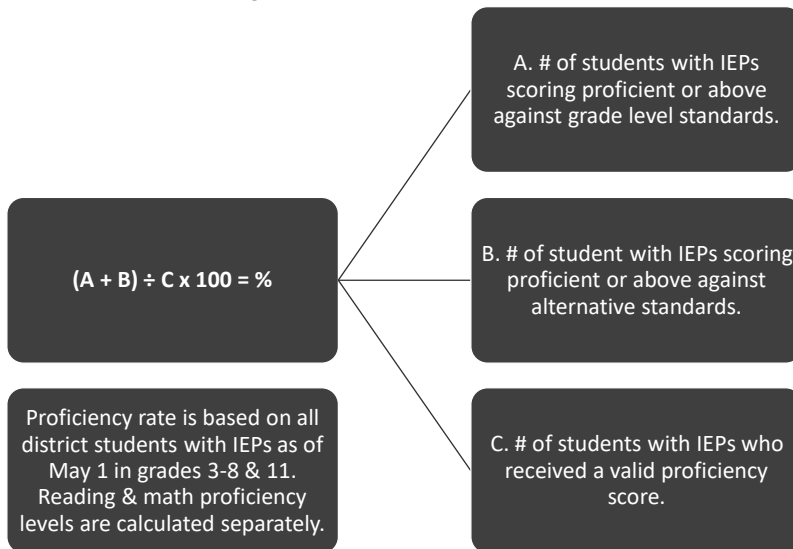 (A + B) ÷ C x 100 = %
Proficiency rate is based on all
district students with IEPs as of
May 1 in grades 3-8 & 11.
Reading & math proficiency
levels are calculated separately.
A. # of students with IEPs
scoring proficient or above
against grade level standards.
B. # of student with IEPs scoring
proficient or above against
alternative standards.
C. # of students with IEPs who
received a valid proficiency
score.